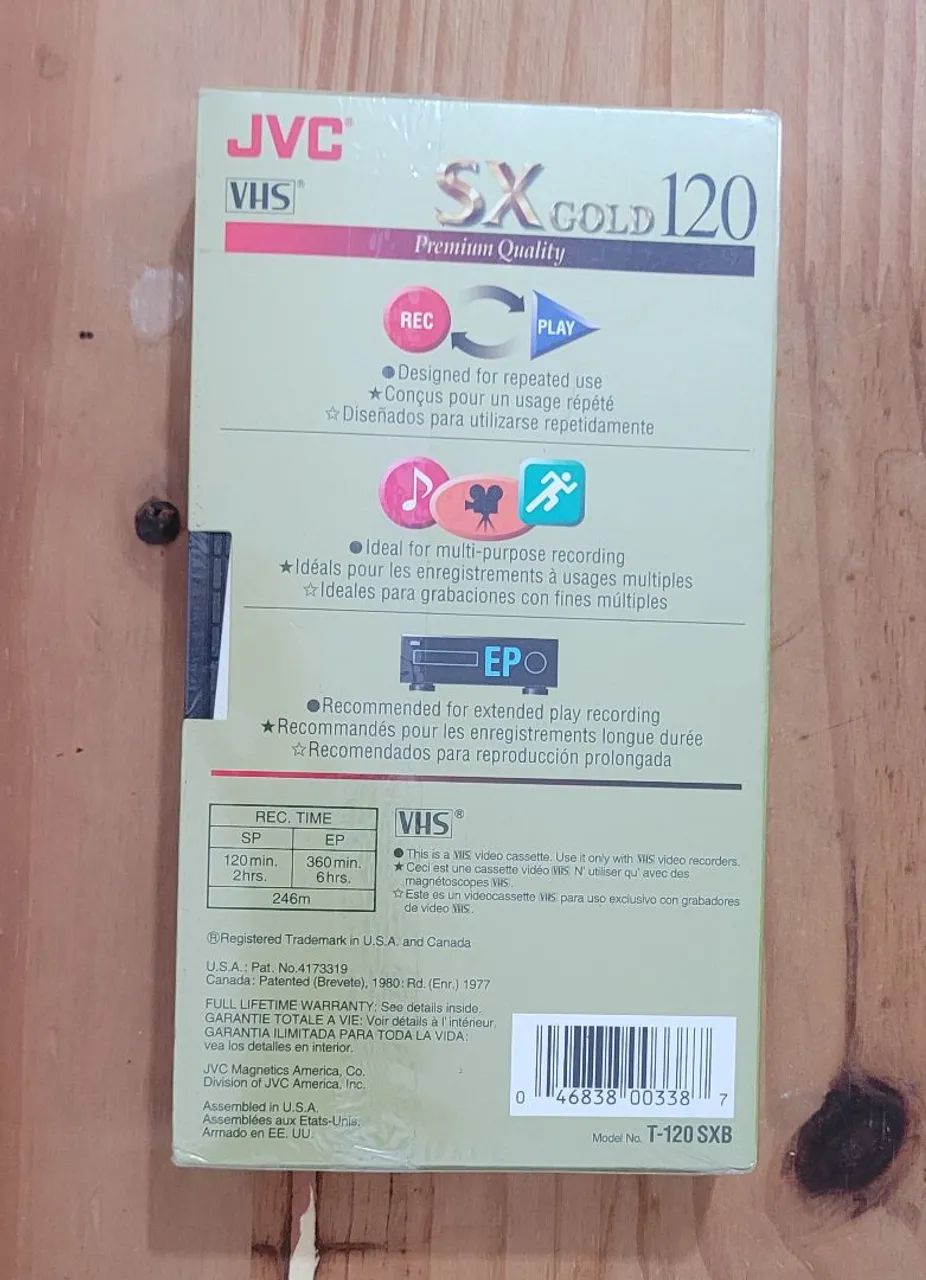 JVC®
VHS®
SX GOLD 120
Premium Quality
REC PLAY
●Designed for repeated use
★Conçus pour un usage répété
☆Diseñados para utilizarse repetidamente
●Ideal for multi-purpose recording
★Idéals pour les enregistrements à usages multiples
☆Ideales para grabaciones con fines múltiples
EP
●Recommended for extended play recording
★Recommandés pour les enregistrements longue durée
☆Recomendados para reproducción prolongada
REC. TIME
SP EP
120min. 360min.
2hrs. 6hrs.
246m
VHS®
●This is a VHS video cassette. Use it only with VHS video recorders.
★Ceci est une cassette vidéo VHS. N' utiliser qu' avec des
magnétoscopes VHS.
☆Este es un videocassette VHS para uso exclusivo con grabadores
de video VHS.
®Registered Trademark in U.S.A. and Canada
U.S.A.: Pat. No.4173319
Canada: Patented (Brevete), 1980: Rd. (Enr.) 1977
FULL LIFETIME WARRANTY: See details inside.
GARANTIE TOTALE A VIE: Voir détails à l' intérieur.
GARANTIA ILIMITADA PARA TODA LA VIDA:
vea los detalles en interior.
JVC Magnetics America, Co.
Division of JVC America, Inc.
Assembled in U.S.A.
Assemblées aux Etats-Unis.
Armado en EE. UU.
0 46838 00338 7
Model No. T-120 SXB